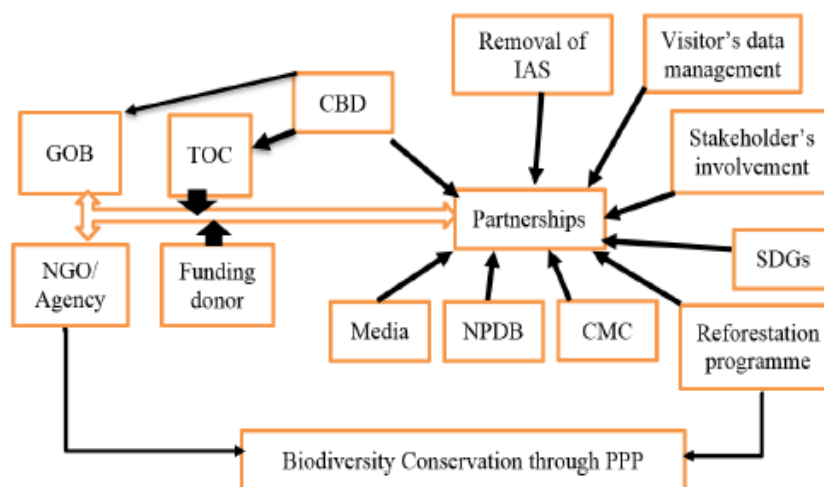 Removal of
IAS
Visitor's data
management
CBD
GOB
TOC
Stakeholder's
involvement
Partnerships
NGO/
Agency
Funding
donor
SDGs
Media
NPDB
CMC
Reforestation
programme
Biodiversity Conservation through PPP